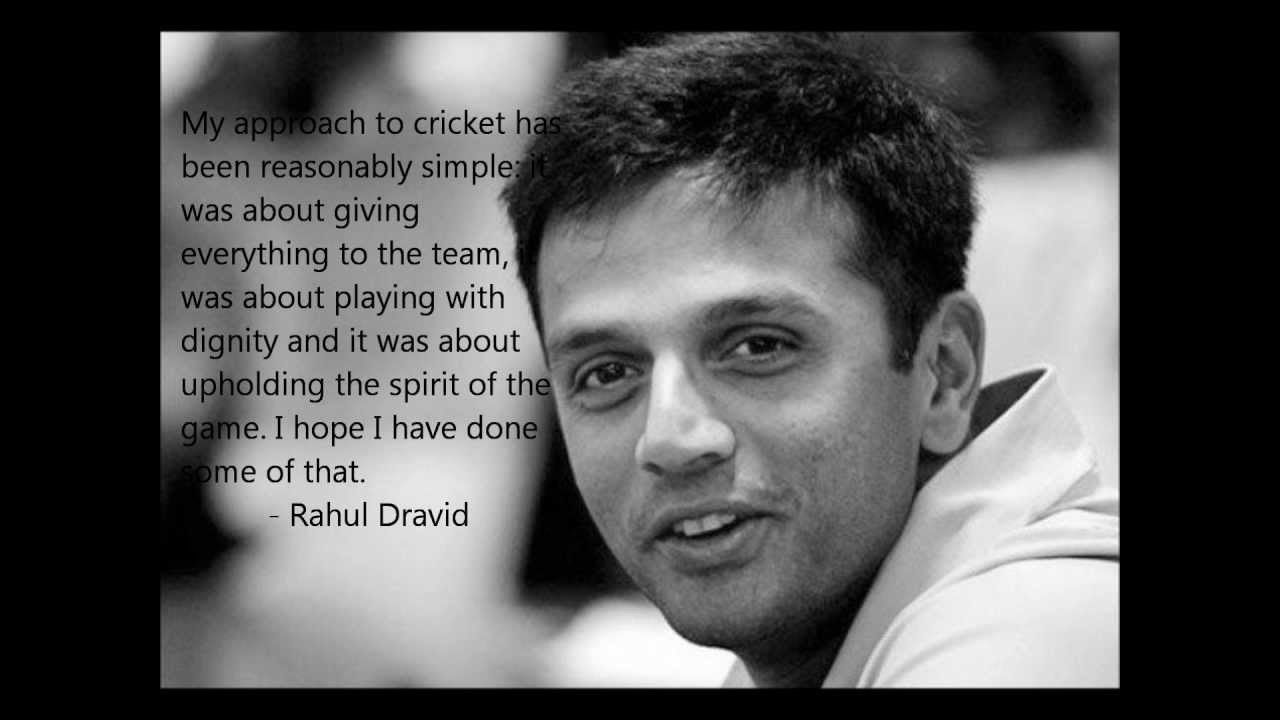 My approach to cricket has
been reasonably simple: it
was about giving
everything to the team, it
was about playing with
dignity and it was about
upholding the spirit of the
game. I hope I have done
some of that.
- Rahul Dravid